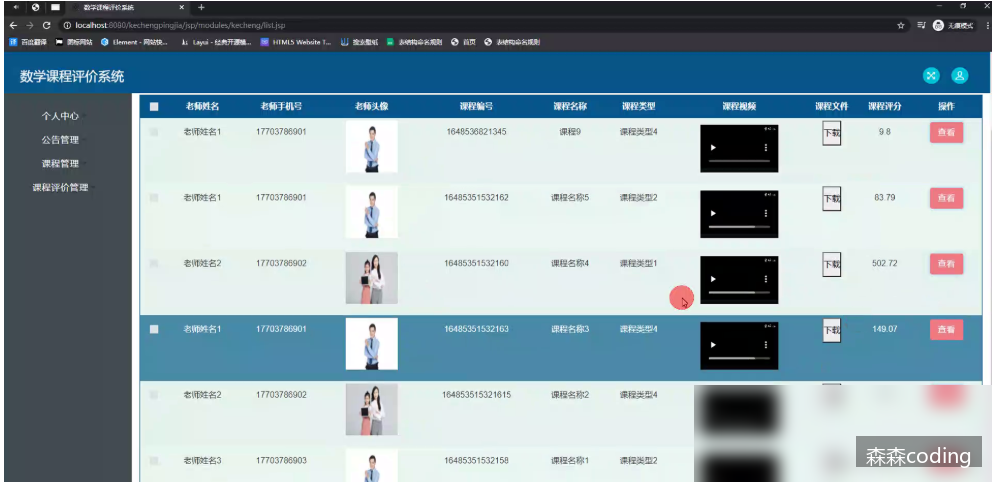 数学课程评价系统
localhost:8080/kechengpingjia/jsp/modules/kecheng/list.jsp
无痕模式
百度翻译 图标网站 Element - 网站快... Layui - 经典开源模... HTML5 Website T... 搜索壁纸 表结构命名规则 首页 表结构命名规则
数学课程评价系统
个人中心
公告管理
课程管理
课程评价管理
老师姓名 老师手机号 老师头像 课程编号 课程名称 课程类型 课程视频 课程文件 课程评分 操作
老师姓名1 17703786901 1648536821345 课程9 课程类型4 下载 9.8 查看
老师姓名1 17703786901 16485351532162 课程名称5 课程类型2 下载 83.79 查看
老师姓名2 17703786902 16485351532160 课程名称4 课程类型1 下载 502.72 查看
老师姓名1 17703786901 16485351532163 课程名称3 课程类型4 下载 149.07 查看
老师姓名2 17703786902 164853515321615 课程名称2 课程类型4
老师姓名3 17703786903 16485351532158 课程名称1 课程类型2
森森coding